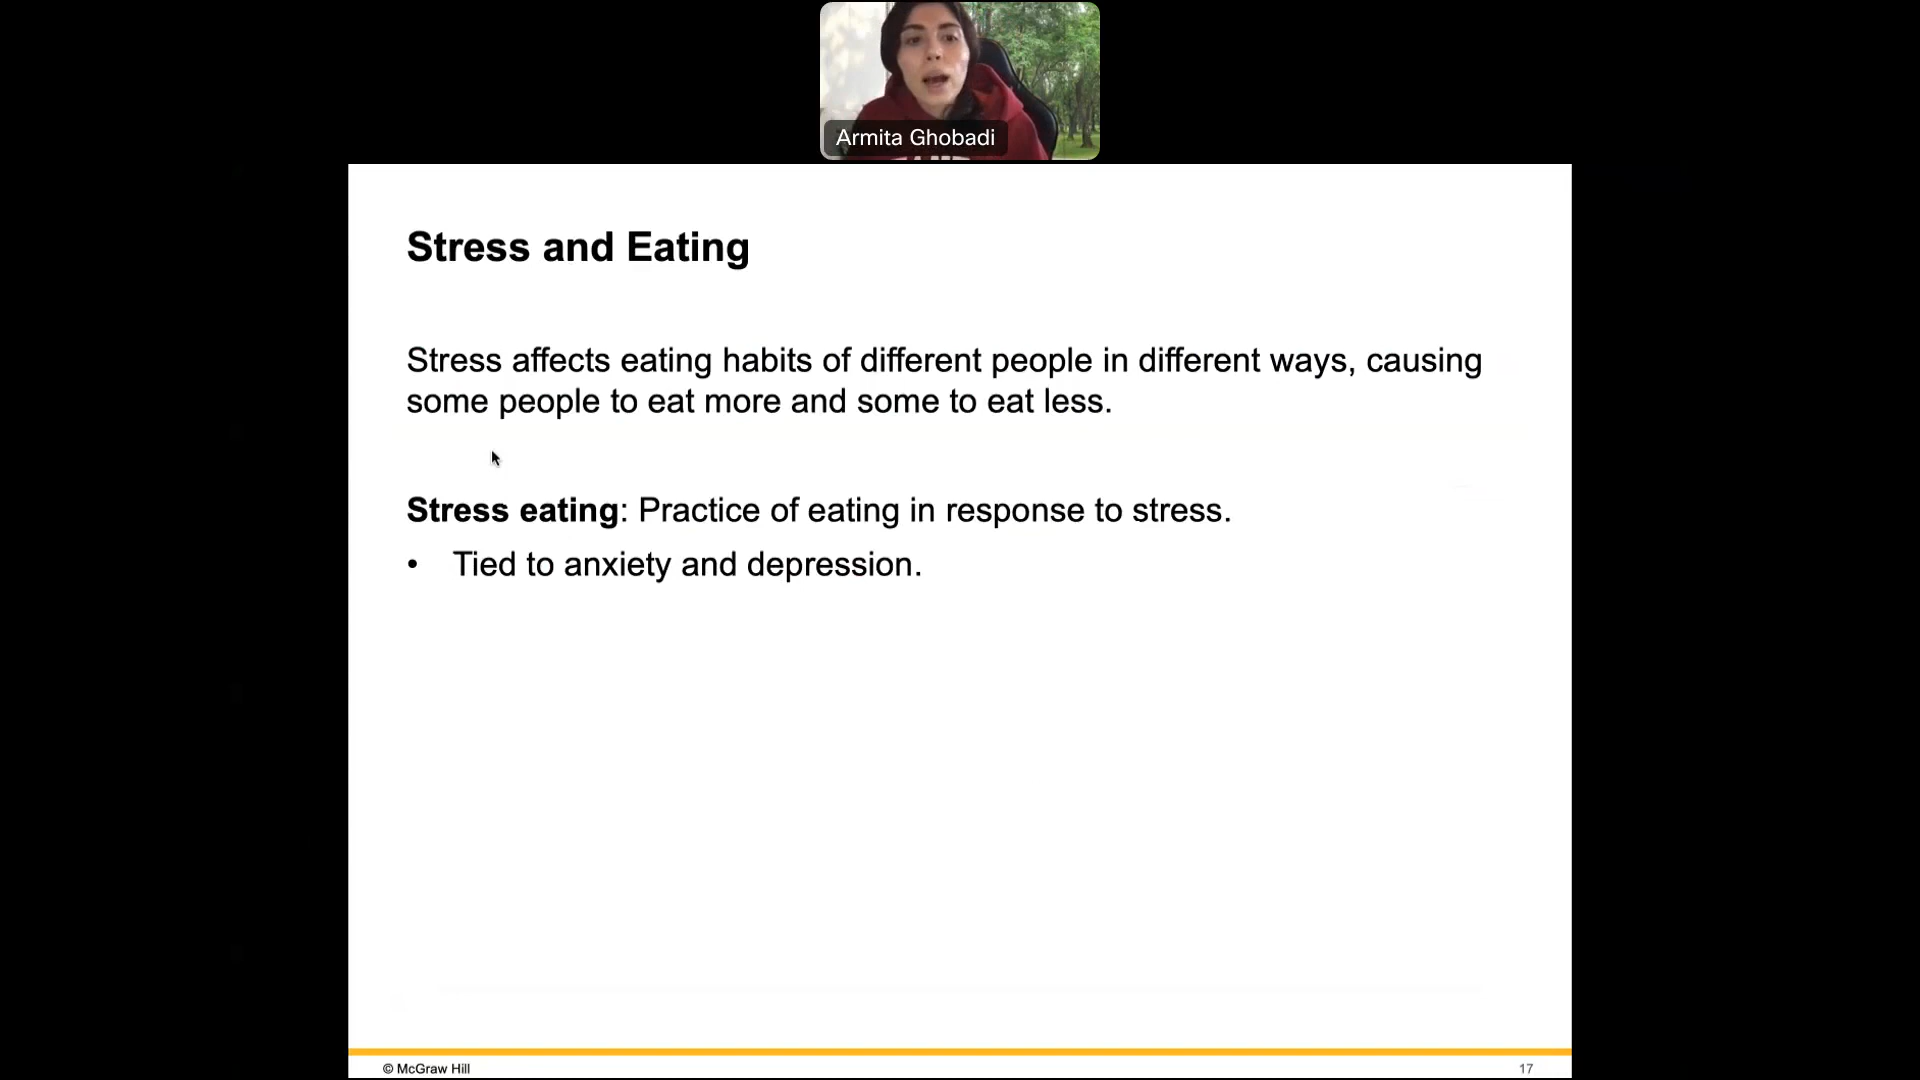 Armita Ghobadi
Stress and Eating
Stress affects eating habits of different people in different ways, causing
some people to eat more and some to eat less.
Stress eating: Practice of eating in response to stress.
• Tied to anxiety and depression.
© McGraw Hill
17